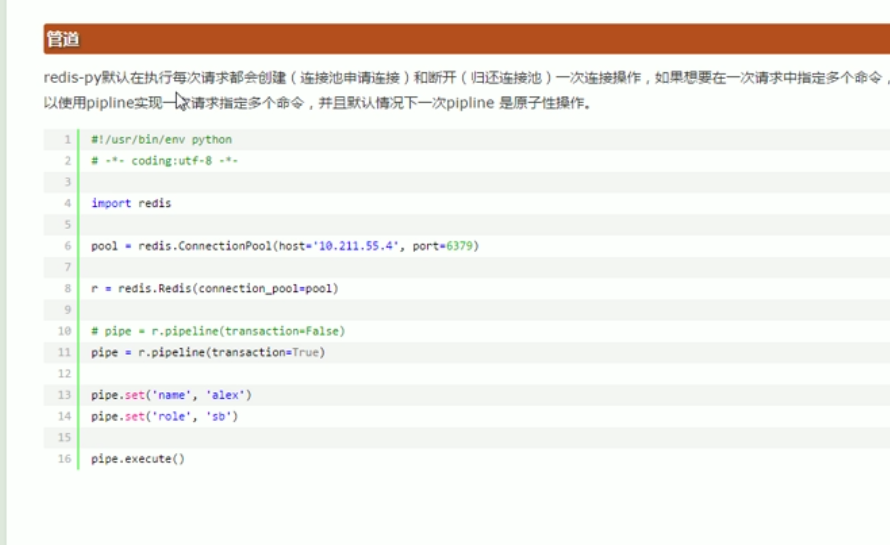 管道
redis-py默认在执行每次请求都会创建（连接池申请连接）和断开（归还连接池）一次连接操作，如果想要在一次请求中指定多个命令，
以使用pipline实现一次请求指定多个命令，并且默认情况下一次pipline 是原子性操作。
1 #!/usr/bin/env python
2 # -*- coding:utf-8 -*-
3
4 import redis
5
6 pool = redis.ConnectionPool(host='10.211.55.4', port=6379)
7
8 r = redis.Redis(connection_pool=pool)
9
10 # pipe = r.pipeline(transaction=False)
11 pipe = r.pipeline(transaction=True)
12
13 pipe.set('name', 'alex')
14 pipe.set('role', 'sb')
15
16 pipe.execute()